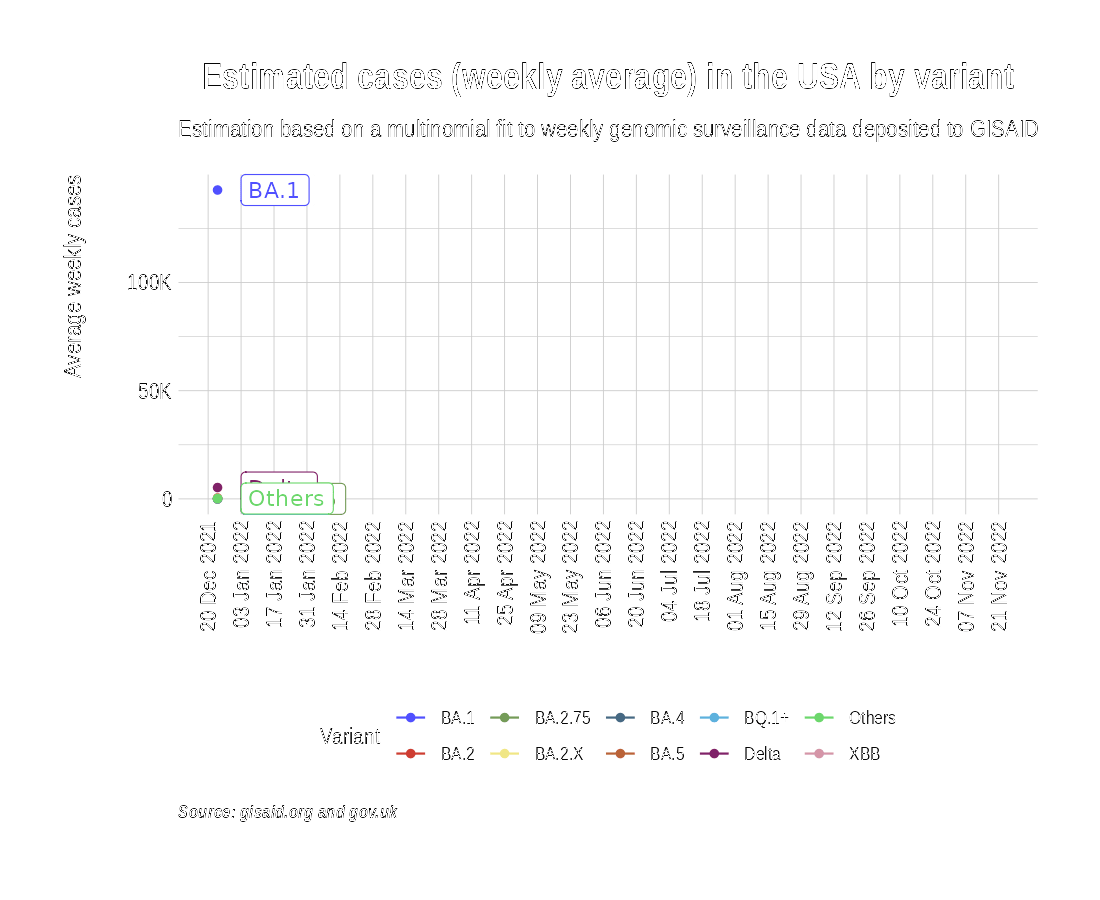 Estimated cases (weekly average) in the USA by variant
Estimation based on a multinomial fit to weekly genomic surveillance data deposited to GISAID
Average weekly cases
BA.1
100K
50K
0
Others
20 Dec 2021
03 Jan 2022
17 Jan 2022
31 Jan 2022
14 Feb 2022
28 Feb 2022
14 Mar 2022
28 Mar 2022
11 Apr 2022
25 Apr 2022
09 May 2022
23 May 2022
06 Jun 2022
20 Jun 2022
04 Jul 2022
18 Jul 2022
01 Aug 2022
15 Aug 2022
29 Aug 2022
12 Sep 2022
26 Sep 2022
10 Oct 2022
24 Oct 2022
07 Nov 2022
21 Nov 2022
Variant
BA.1 BA.2.75 BA.4 BQ.1+ Others
BA.2 BA.2.X BA.5 Delta XBB
Source: gisaid.org and gov.uk